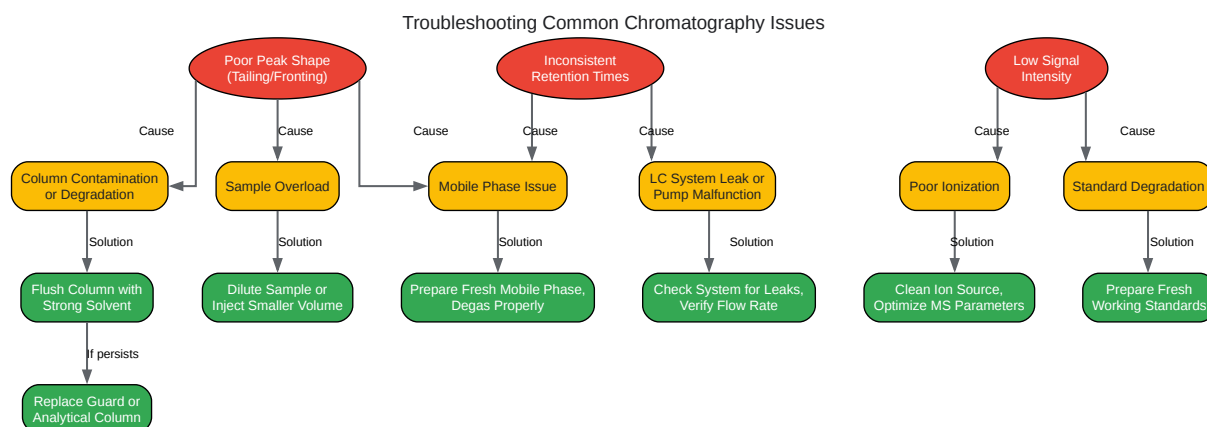 Troubleshooting Common Chromatography Issues
Poor Peak Shape
(Tailing/Fronting)
Inconsistent
Retention Times
Low Signal
Intensity
Cause
Cause
Cause
Cause
Cause
Cause
Cause
Column Contamination
or Degradation
Sample Overload
Mobile Phase Issue
LC System Leak or
Pump Malfunction
Poor Ionization
Standard Degradation
Solution
Solution
Solution
Solution
Solution
Solution
Flush Column with
Strong Solvent
Dilute Sample or
Inject Smaller Volume
Prepare Fresh Mobile Phase,
Degas Properly
Check System for Leaks,
Verify Flow Rate
Clean Ion Source,
Optimize MS Parameters
Prepare Fresh
Working Standards
If persists
Replace Guard or
Analytical Column